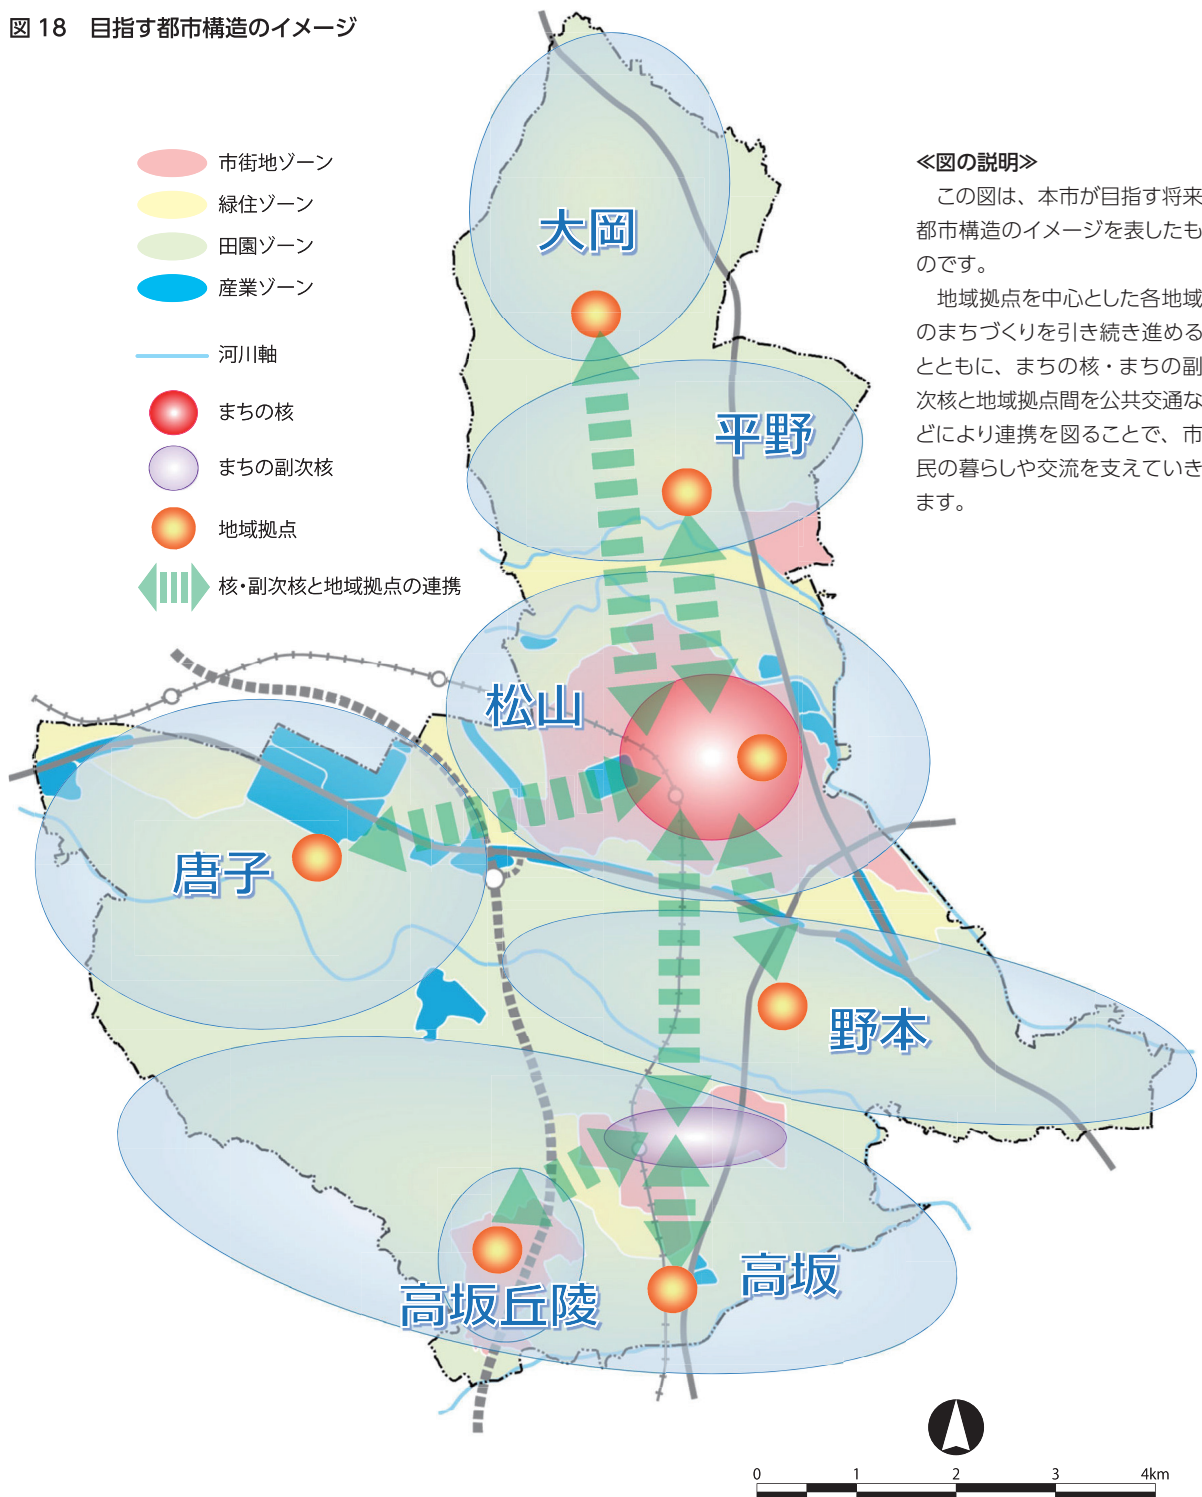 図 18　目指す都市構造のイメージ
市街地ゾーン
緑住ゾーン
田園ゾーン
産業ゾーン
河川軸
まちの核
まちの副次核
地域拠点
核・副次核と地域拠点の連携
≪図の説明≫
　この図は、本市が目指す将来
都市構造のイメージを表したも
のです。
　地域拠点を中心とした各地域
のまちづくりを引き続き進める
とともに、まちの核・まちの副
次核と地域拠点間を公共交通な
どにより連携を図ることで、市
民の暮らしや交流を支えていき
ます。
大岡
平野
松山
唐子
野本
高坂
高坂丘陵
0 1 2 3 4km